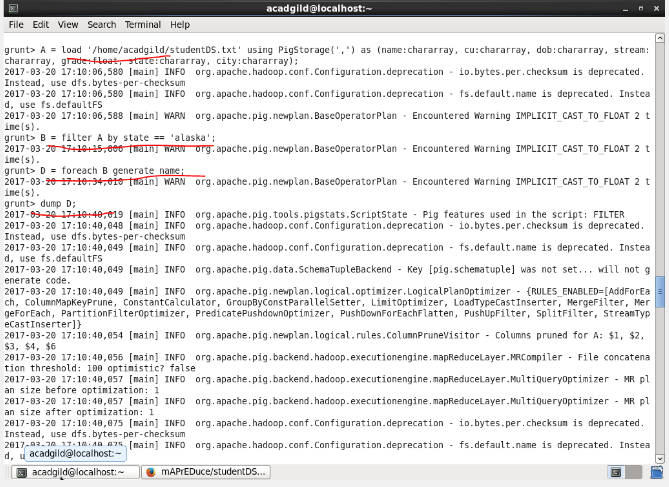 acadgild@localhost:~
File Edit View Search Terminal Help
grunt> A = load '/home/acadgild/studentDS.txt' using PigStorage(',') as (name:chararray, cu:chararray, dob:chararray, stream:
chararray, grade:float, state:chararray, city:chararray);
2017-03-20 17:10:06,580 [main] INFO  org.apache.hadoop.conf.Configuration.deprecation - io.bytes.per.checksum is deprecated.
Instead, use dfs.bytes-per-checksum
2017-03-20 17:10:06,580 [main] INFO  org.apache.hadoop.conf.Configuration.deprecation - fs.default.name is deprecated. Instea
d, use fs.defaultFS
2017-03-20 17:10:06,588 [main] WARN  org.apache.pig.newplan.BaseOperatorPlan - Encountered Warning IMPLICIT_CAST_TO_FLOAT 2 t
ime(s).
grunt> B = filter A by state == 'alaska';
2017-03-20 17:10:15,606 [main] WARN  org.apache.pig.newplan.BaseOperatorPlan - Encountered Warning IMPLICIT_CAST_TO_FLOAT 2 t
ime(s).
grunt> D = foreach B generate name;
2017-03-20 17:10:34,010 [main] WARN  org.apache.pig.newplan.BaseOperatorPlan - Encountered Warning IMPLICIT_CAST_TO_FLOAT 2 t
ime(s).
grunt> dump D;
2017-03-20 17:10:40,019 [main] INFO  org.apache.pig.tools.pigstats.ScriptState - Pig features used in the script: FILTER
2017-03-20 17:10:40,048 [main] INFO  org.apache.hadoop.conf.Configuration.deprecation - io.bytes.per.checksum is deprecated.
Instead, use dfs.bytes-per-checksum
2017-03-20 17:10:40,049 [main] INFO  org.apache.hadoop.conf.Configuration.deprecation - fs.default.name is deprecated. Instea
d, use fs.defaultFS
2017-03-20 17:10:40,049 [main] INFO  org.apache.pig.data.SchemaTupleBackend - Key [pig.schematuple] was not set... will not g
enerate code.
2017-03-20 17:10:40,049 [main] INFO  org.apache.pig.newplan.logical.optimizer.LogicalPlanOptimizer - {RULES_ENABLED=[AddForEa
ch, ColumnMapKeyPrune, ConstantCalculator, GroupByConstParallelSetter, LimitOptimizer, LoadTypeCastInserter, MergeFilter, Mer
geForEach, PartitionFilterOptimizer, PredicatePushdownOptimizer, PushDownForEachFlatten, PushUpFilter, SplitFilter, StreamTyp
eCastInserter]}
2017-03-20 17:10:40,054 [main] INFO  org.apache.pig.newplan.logical.rules.ColumnPruneVisitor - Columns pruned for A: $1, $2,
$3, $4, $6
2017-03-20 17:10:40,056 [main] INFO  org.apache.pig.backend.hadoop.executionengine.mapReduceLayer.MRCompiler - File concatena
tion threshold: 100 optimistic? false
2017-03-20 17:10:40,057 [main] INFO  org.apache.pig.backend.hadoop.executionengine.mapReduceLayer.MultiQueryOptimizer - MR pl
an size before optimization: 1
2017-03-20 17:10:40,057 [main] INFO  org.apache.pig.backend.hadoop.executionengine.mapReduceLayer.MultiQueryOptimizer - MR pl
an size after optimization: 1
2017-03-20 17:10:40,075 [main] INFO  org.apache.hadoop.conf.Configuration.deprecation - io.bytes.per.checksum is deprecated.
Instead, use dfs.bytes-per-checksum
2017-03-20 17:10:40,075 [main] INFO  org.apache.hadoop.conf.Configuration.deprecation - fs.default.name is deprecated. Instea
d, u
acadgild@localhost:~
acadgild@localhost:~ mAPrEDuce/studentDS...